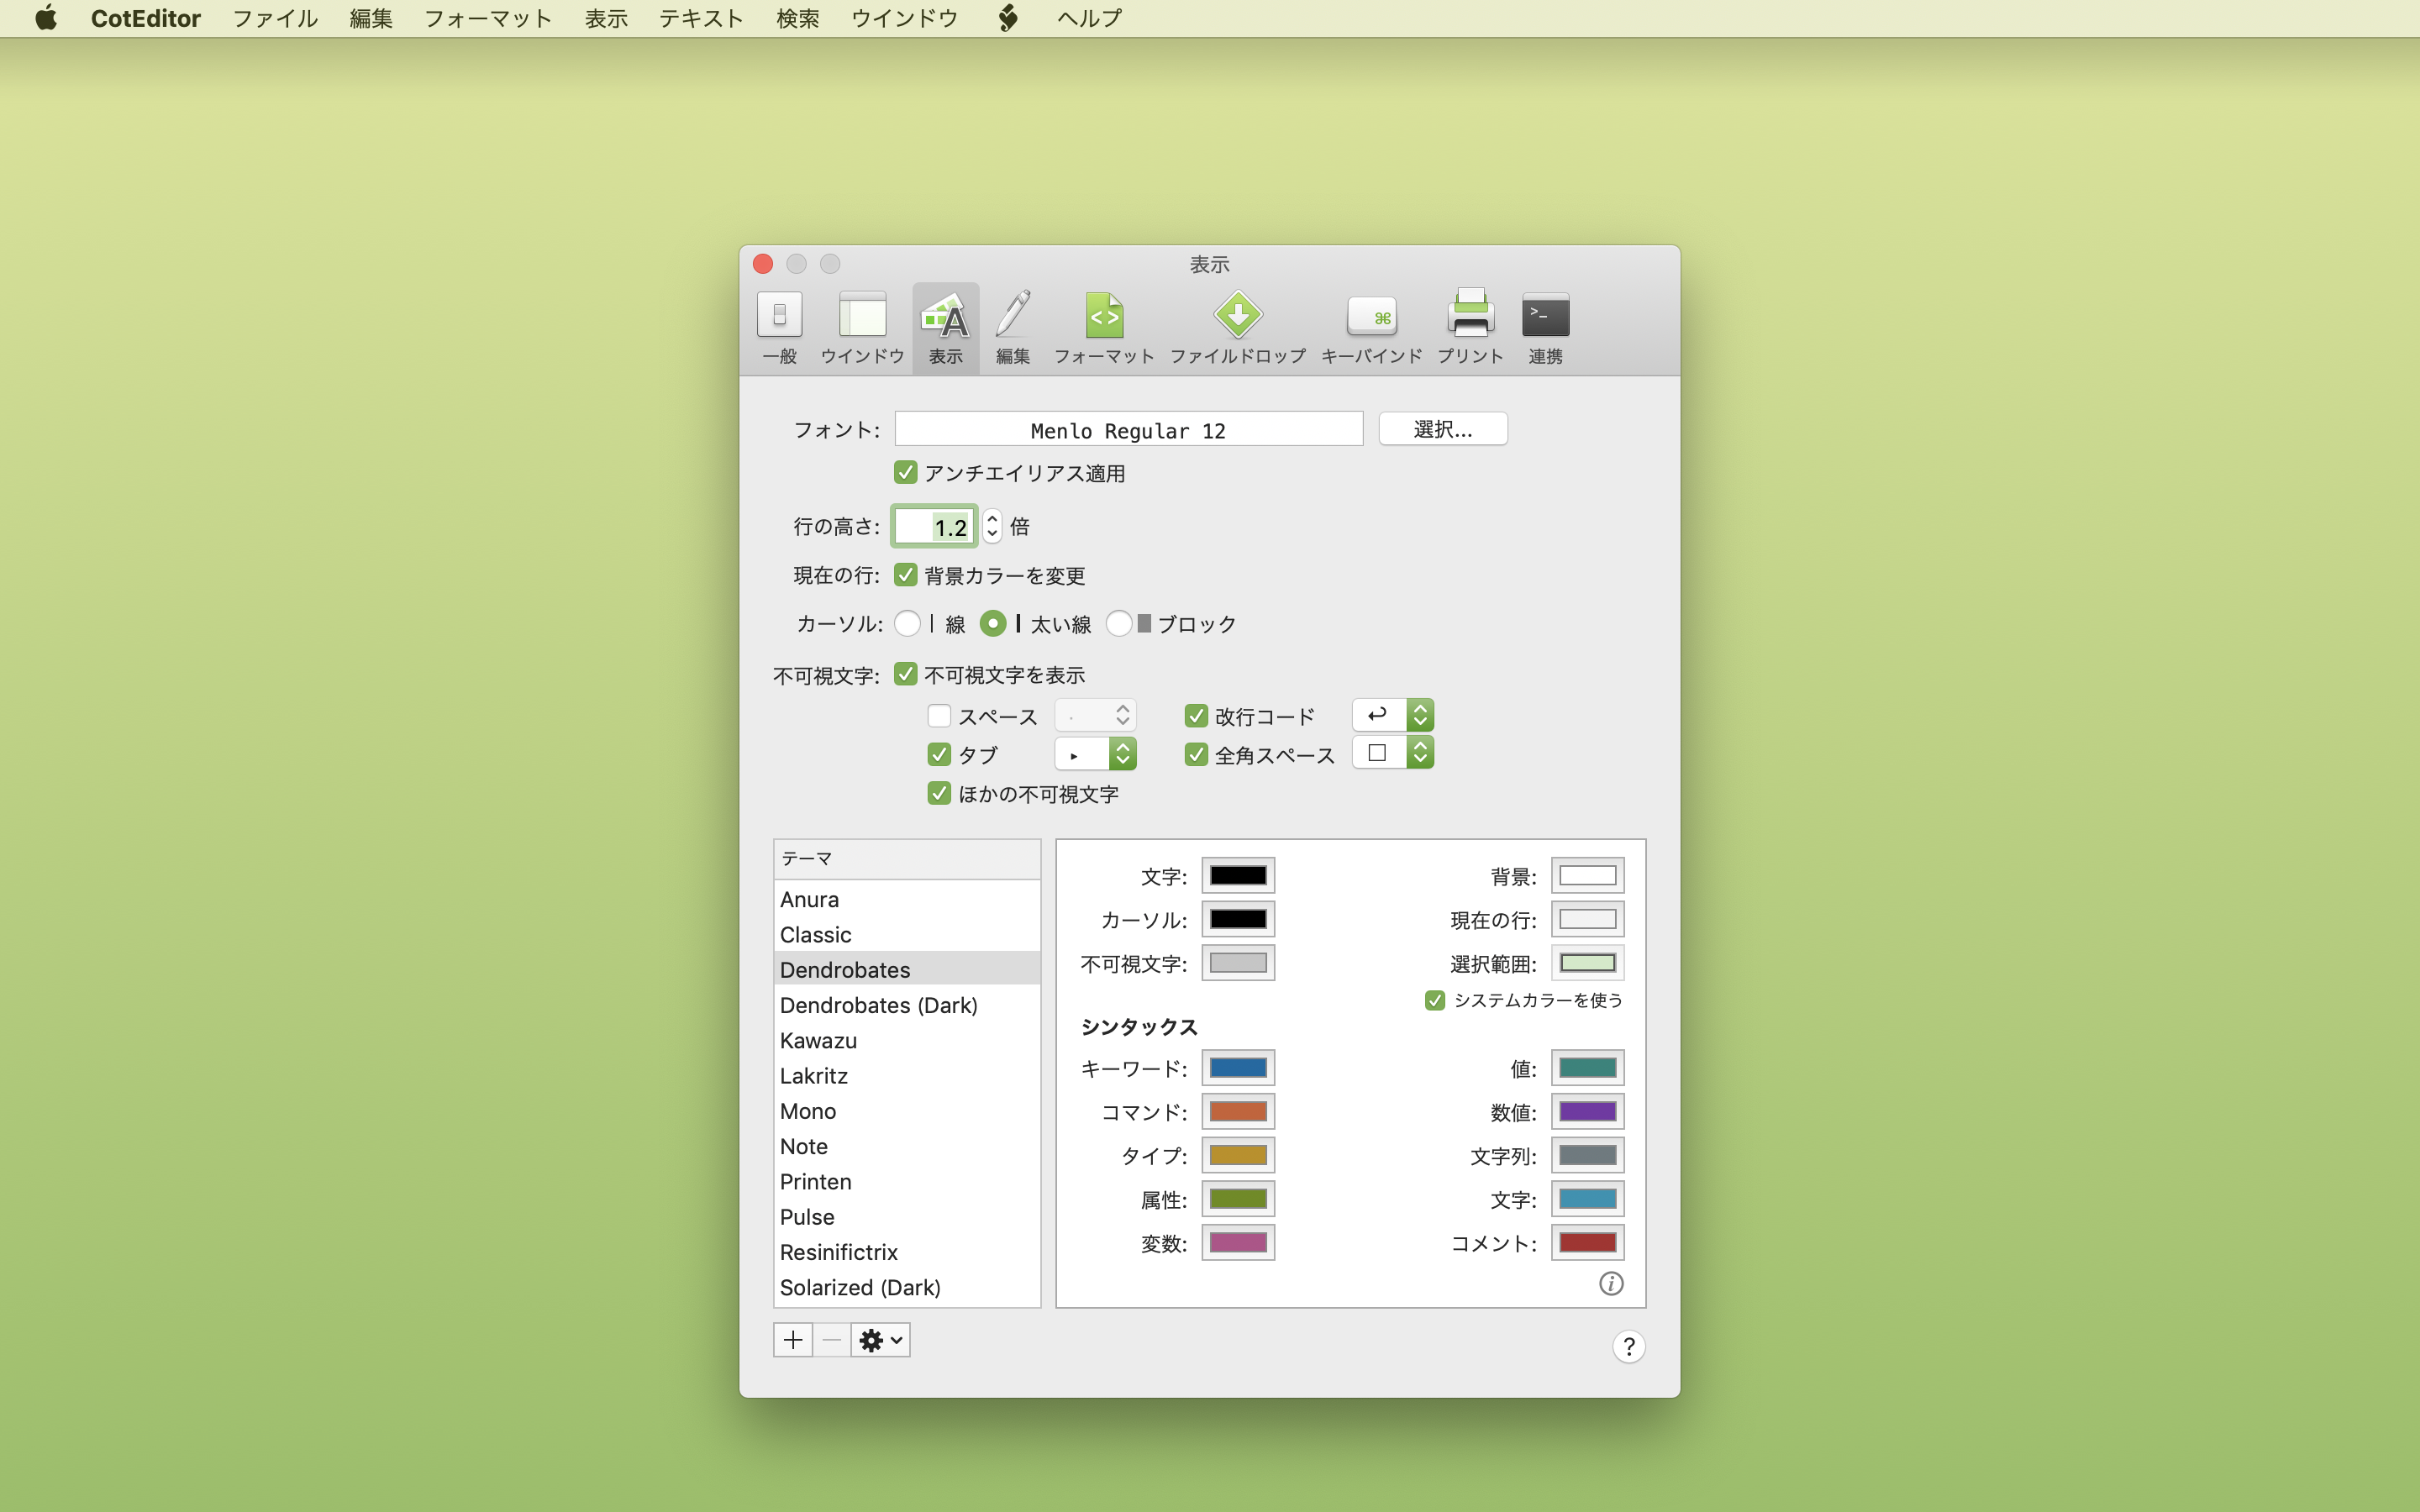 CotEditor ファイル 編集 フォーマット 表示 テキスト 検索 ウインドウ ヘルプ
表示
一般 ウインドウ 表示 編集 フォーマット ファイルドロップ キーバインド プリント 連携
フォント: Menlo Regular 12 選択...
アンチエイリアス適用
行の高さ: 1.2 倍
現在の行: 背景カラーを変更
カーソル: 線 太い線 ブロック
不可視文字: 不可視文字を表示
スペース 改行コード
タブ 全角スペース
ほかの不可視文字
テーマ
Anura
Classic
Dendrobates
Dendrobates (Dark)
Kawazu
Lakritz
Mono
Note
Printen
Pulse
Resinifictrix
Solarized (Dark)
文字: 背景:
カーソル: 現在の行:
不可視文字: 選択範囲:
システムカラーを使う
シンタックス
キーワード: 値:
コマンド: 数値:
タイプ: 文字列:
属性: 文字:
変数: コメント:
?